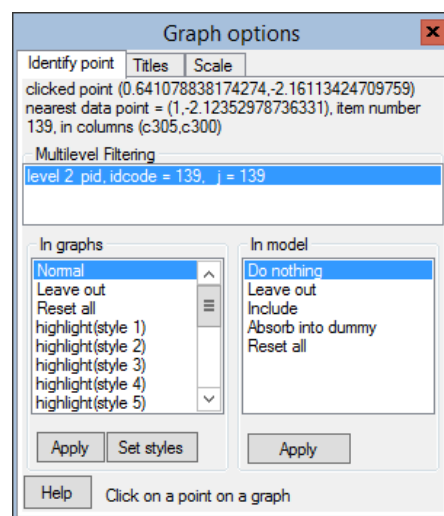 Graph options
Identify point
Titles
Scale
clicked point (0.641078838174274,-2.16113424709759)
nearest data point = (1,-2.12352978736331), item number
139, in columns (c305,c300)
Multilevel Filtering
level 2 pid, idcode = 139, j = 139
In graphs
Normal
Leave out
Reset all
highlight(style 1)
highlight(style 2)
highlight(style 3)
highlight(style 4)
highlight(style 5)
Apply
Set styles
In model
Do nothing
Leave out
Include
Absorb into dummy
Reset all
Apply
Help
Click on a point on a graph